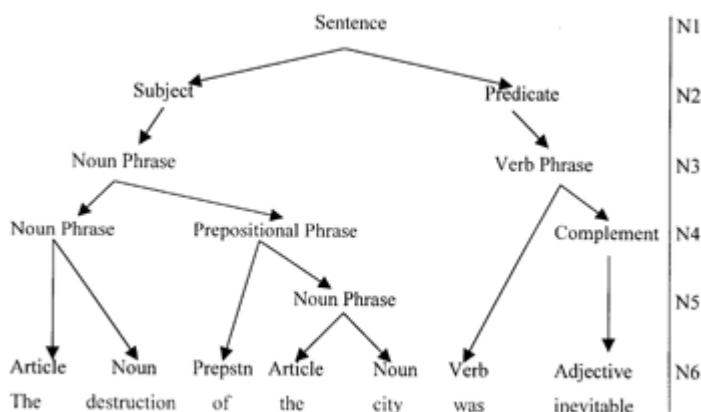 Sentence N1
Subject Predicate N2
Noun Phrase Verb Phrase N3
Noun Phrase Prepositional Phrase Complement N4
Noun Phrase N5
Article Noun Prepstn Article Noun Verb Adjective N6
The destruction of the city was inevitable